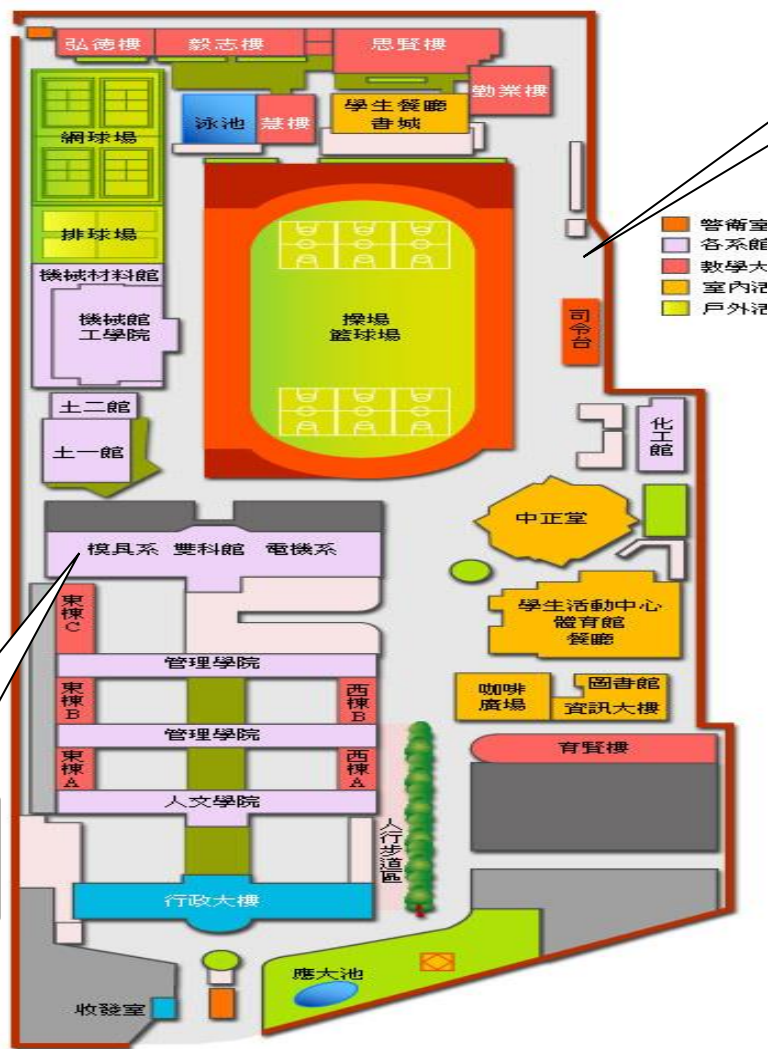 弘德樓
毅志樓
思賢樓
勤業樓
泳池
慧樓
學生餐廳
書城
網球場
排球場
機械材料館
機械館
工學院
操場
籃球場
司令台
警衛室
各系館
教學大
室內活
戶外活
土二館
土一館
化工館
中正堂
模具系 雙科館 電機系
東棟C
學生活動中心
體育館
餐廳
管理學院
東棟B
西棟B
咖啡
廣場
圖書館
資訊大樓
管理學院
東棟A
西棟A
育賢樓
人文學院
人行步道區
行政大樓
應大池
收發室